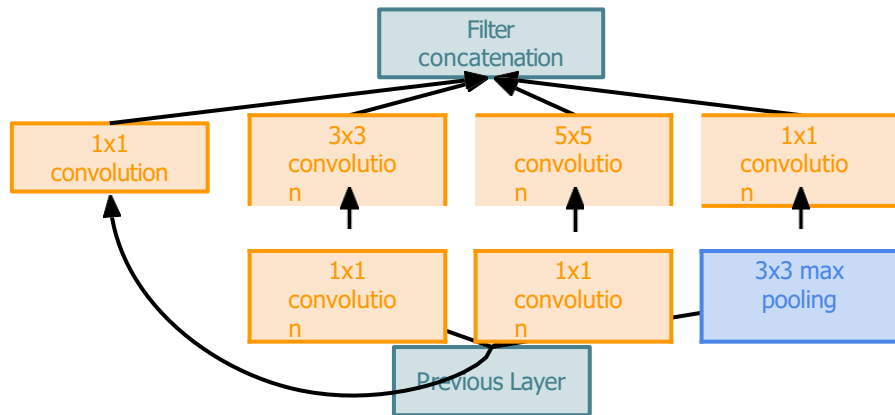 Filter
concatenation
1x1
convolution
3x3
convolutio
n
5x5
convolutio
n
1x1
convolutio
n
1x1
convolutio
n
1x1
convolutio
n
3x3 max
pooling
Previous Layer